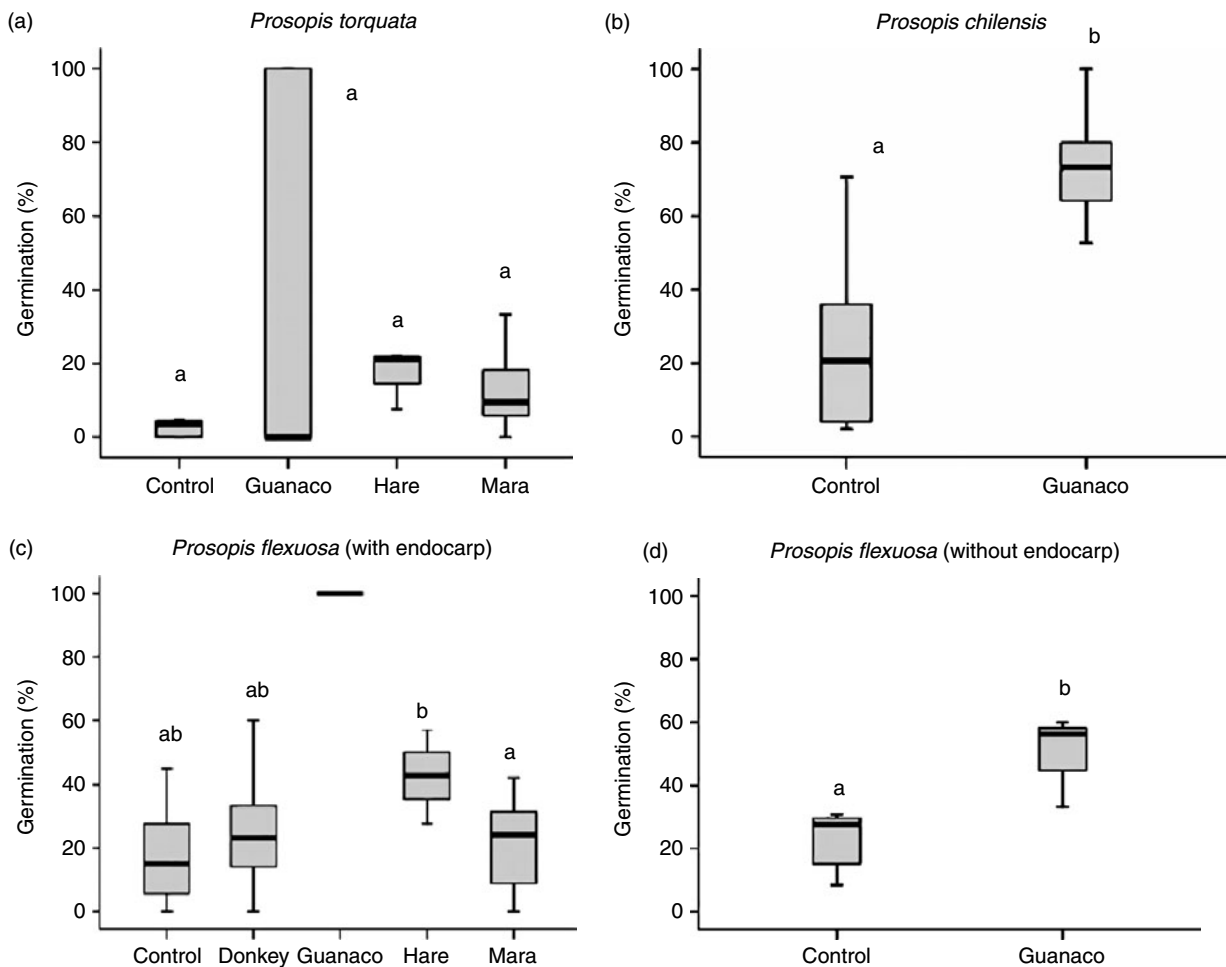 (a)
Prosopis torquata
Germination (%)
100
80
60
40
20
0
a
a
a
a
Control Guanaco Hare Mara
(b)
Prosopis chilensis
Germination (%)
100
80
60
40
20
0
a
b
Control Guanaco
(c)
Prosopis flexuosa (with endocarp)
Germination (%)
100
80
60
40
20
0
ab
ab
b
a
Control Donkey Guanaco Hare Mara
(d)
Prosopis flexuosa (without endocarp)
Germination (%)
100
80
60
40
20
0
a
b
Control Guanaco